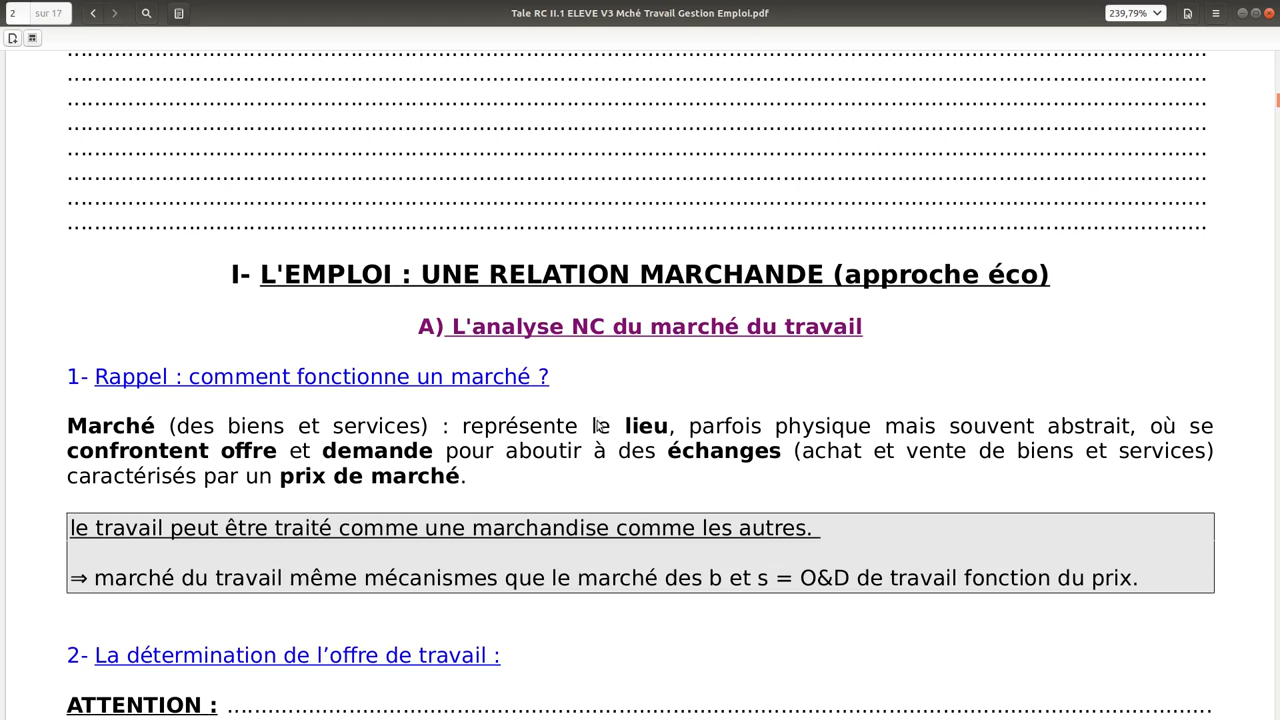 2 sur 17 Tale RC II.1 ELEVE V3 Mché Travail Gestion Emploi.pdf 239,79%
I- L'EMPLOI : UNE RELATION MARCHANDE (approche éco)
A) L'analyse NC du marché du travail
1- Rappel : comment fonctionne un marché ?
Marché (des biens et services) : représente le lieu, parfois physique mais souvent abstrait, où se
confrontent offre et demande pour aboutir à des échanges (achat et vente de biens et services)
caractérisés par un prix de marché.
le travail peut être traité comme une marchandise comme les autres.
⇒ marché du travail même mécanismes que le marché des b et s = O&D de travail fonction du prix.
2- La détermination de l’offre de travail :
ATTENTION : ........................................................................